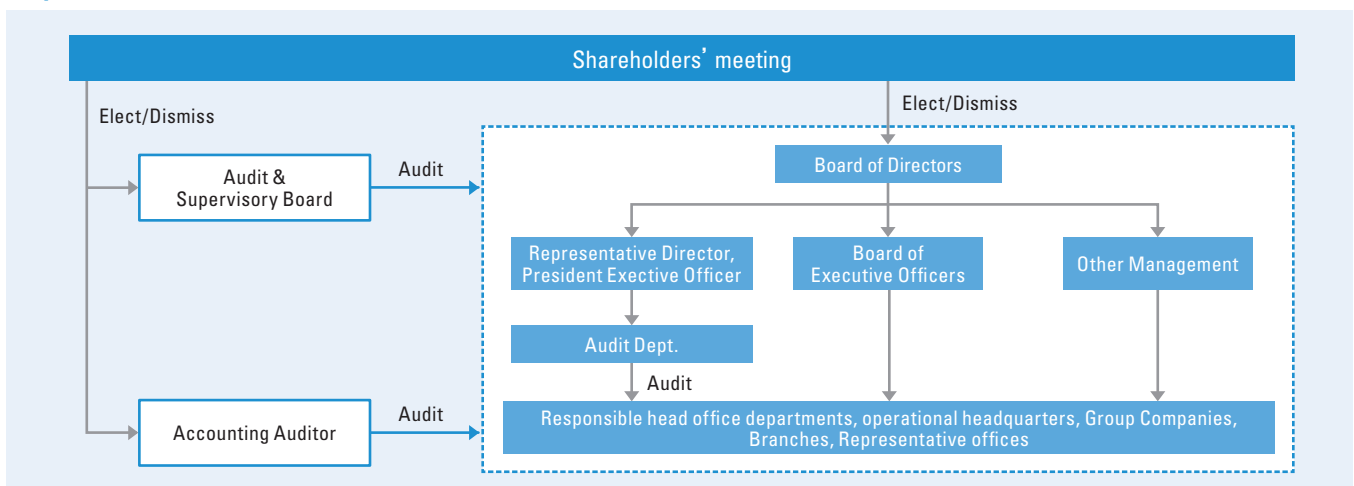 Shareholders’ meeting
Elect/Dismiss
Elect/Dismiss
Audit &
Supervisory Board
Audit
Board of Directors
Representative Director,
President Exective Officer
Board of
Executive Officers
Other Management
Audit Dept.
Audit
Accounting Auditor
Audit
Responsible head office departments, operational headquarters, Group Companies,
Branches, Representative offices